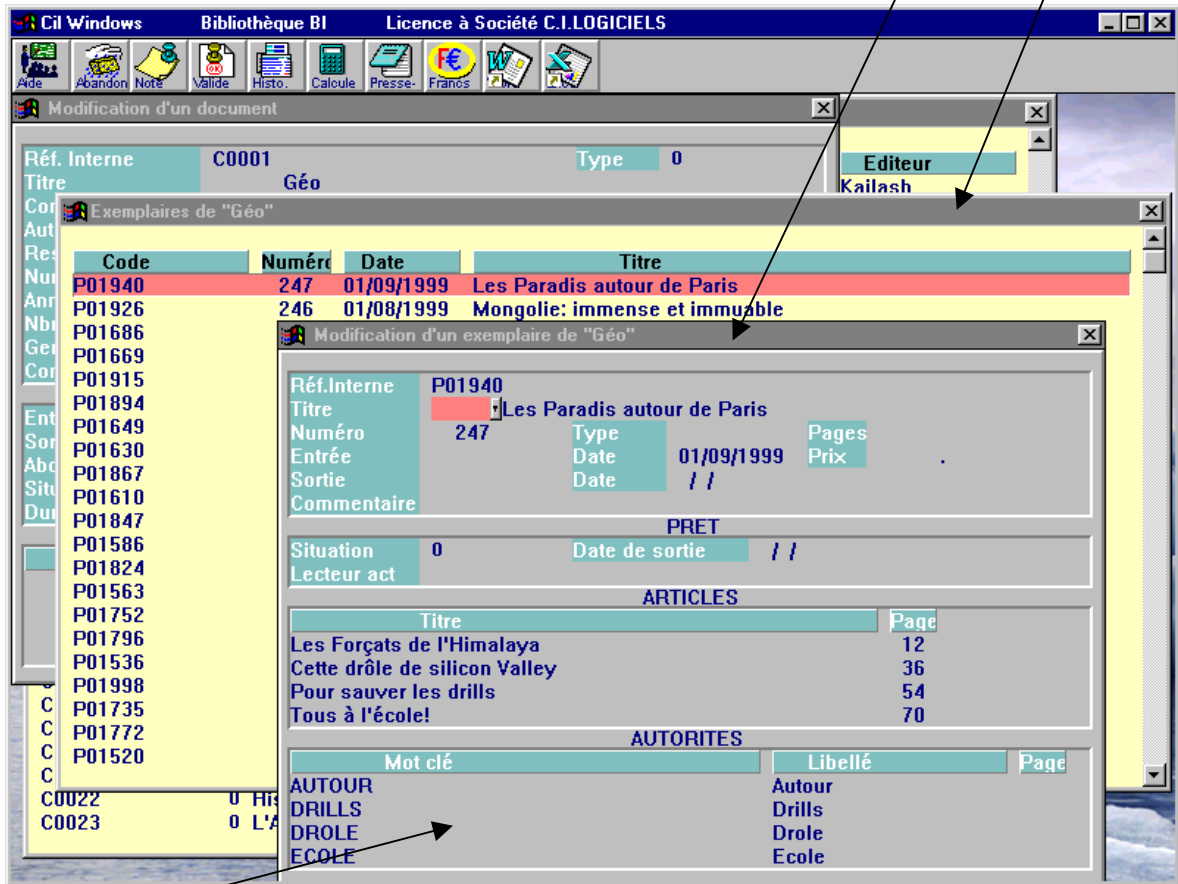 Cil Windows Bibliothèque BI Licence à Société C.I.LOGICIELS
Aide Abandon Note Valide Histo. Calcule Presse- Francs
Modification d'un document
Réf. Interne C0001 Type 0
Titre Géo
Editeur
Kailash
Exemplaires de "Géo"
Code Numéro Date Titre
P01940 247 01/09/1999 Les Paradis autour de Paris
P01926 246 01/08/1999 Mongolie: immense et immuable
P01686
P01669
P01915
P01894
P01649
P01630
P01867
P01610
P01847
P01586
P01824
P01563
P01752
P01796
P01536
P01998
P01735
P01772
P01520
C0022 0
C0023 0
Modification d'un exemplaire de "Géo"
Réf.Interne P01940
Titre Les Paradis autour de Paris
Numéro 247 Type Pages
Entrée Date 01/09/1999 Prix .
Sortie Date / /
Commentaire
PRET
Situation 0 Date de sortie / /
Lecteur act
ARTICLES
Titre Page
Les Forçats de l'Himalaya 12
Cette drôle de silicon Valley 36
Pour sauver les drills 54
Tous à l'école! 70
AUTORITES
Mot clé Libellé Page
AUTOUR Autour
DRILLS Drills
DROLE Drole
ECOLE Ecole